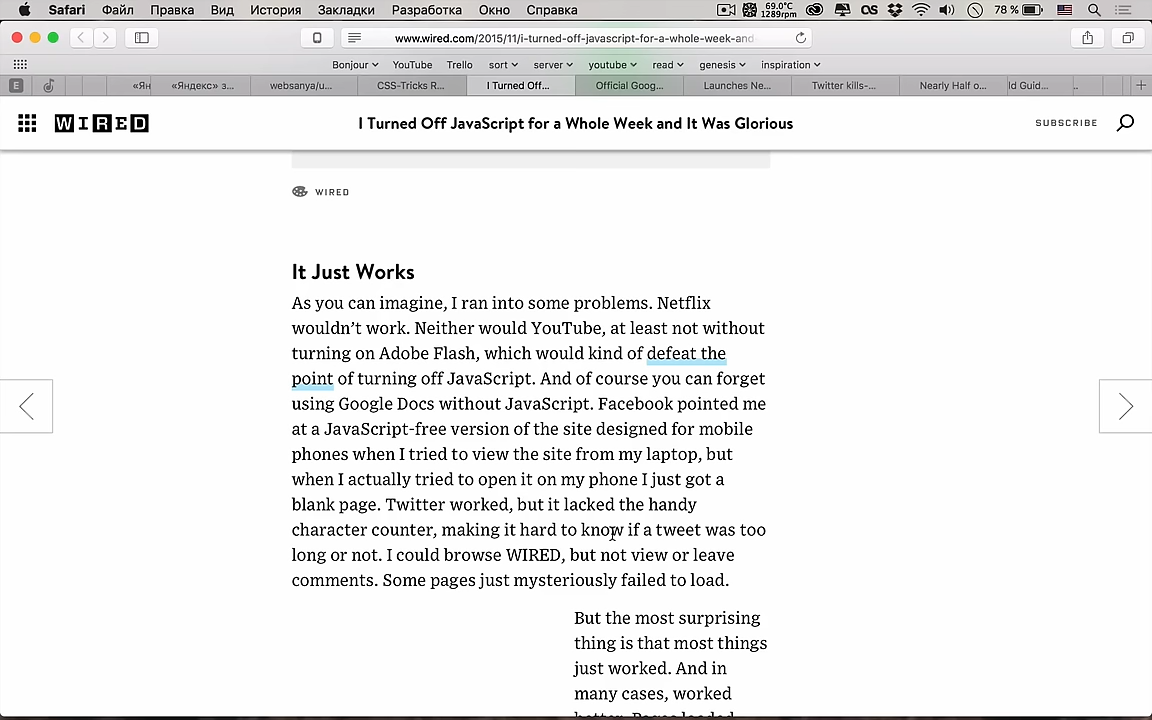 Safari Файл Правка Вид История Закладки Разработка Окно Справка 69.0°C 1289rpm 78 %
www.wired.com/2015/11/i-turned-off-javascript-for-a-whole-week-and-
Bonjour YouTube Trello sort server youtube read genesis inspiration
E «Ян «Яндекс» з... websanya/u... CSS-Tricks R... I Turned Off... Official Goog... Launches Ne... Twitter kills-... Nearly Half o... ld Guid... ..
WIRED I Turned Off JavaScript for a Whole Week and It Was Glorious SUBSCRIBE
WIRED
It Just Works
As you can imagine, I ran into some problems. Netflix
wouldn't work. Neither would YouTube, at least not without
turning on Adobe Flash, which would kind of defeat the
point of turning off JavaScript. And of course you can forget
using Google Docs without JavaScript. Facebook pointed me
at a JavaScript-free version of the site designed for mobile
phones when I tried to view the site from my laptop, but
when I actually tried to open it on my phone I just got a
blank page. Twitter worked, but it lacked the handy
character counter, making it hard to know if a tweet was too
long or not. I could browse WIRED, but not view or leave
comments. Some pages just mysteriously failed to load.
But the most surprising
thing is that most things
just worked. And in
many cases, worked
better. Pages loaded